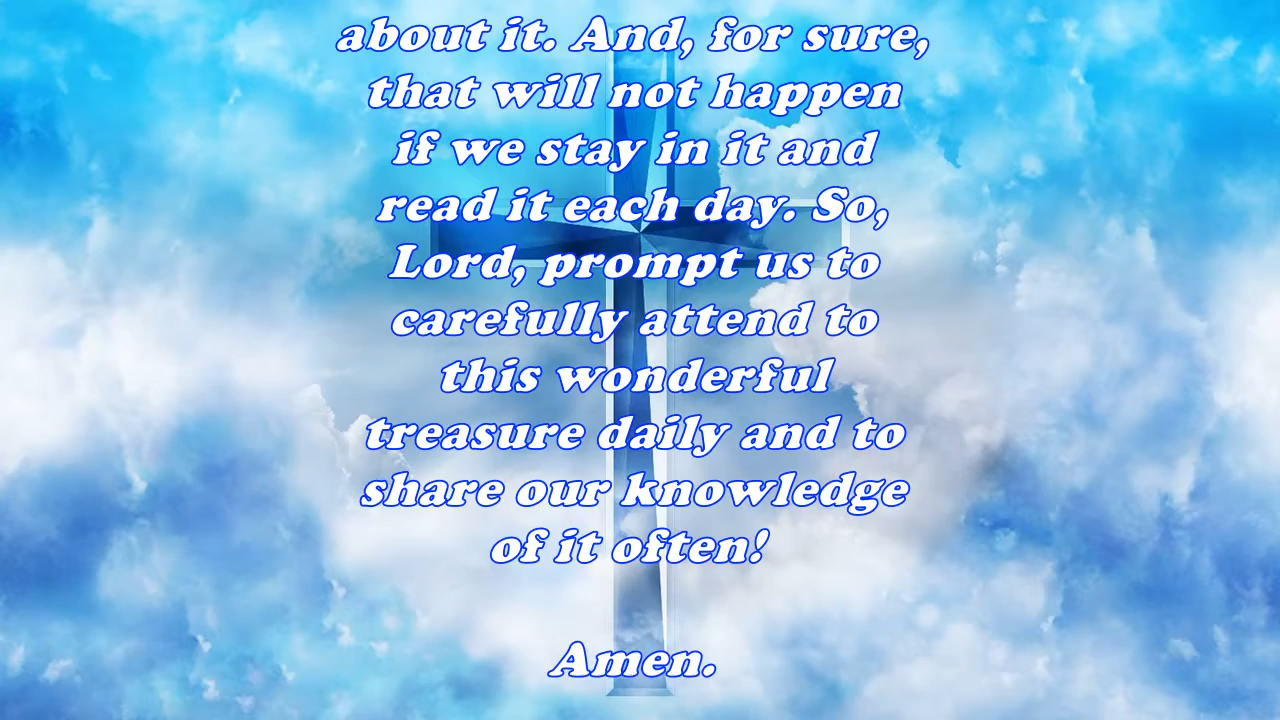 about it. And, for sure,
that will not happen
if we stay in it and
read it each day. So,
Lord, prompt us to
carefully attend to
this wonderful
treasure daily and to
share our knowledge
of it often!
Amen.